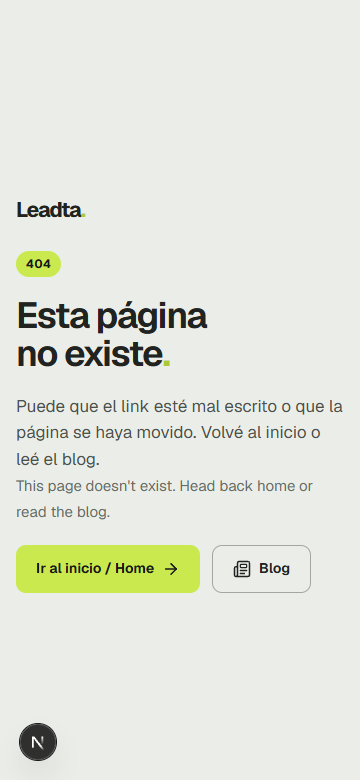 Leadta.
404
Esta página
no existe.
Puede que el link esté mal escrito o que la
página se haya movido. Volvé al inicio o
leé el blog.
This page doesn't exist. Head back home or
read the blog.
Ir al inicio / Home
Blog
N